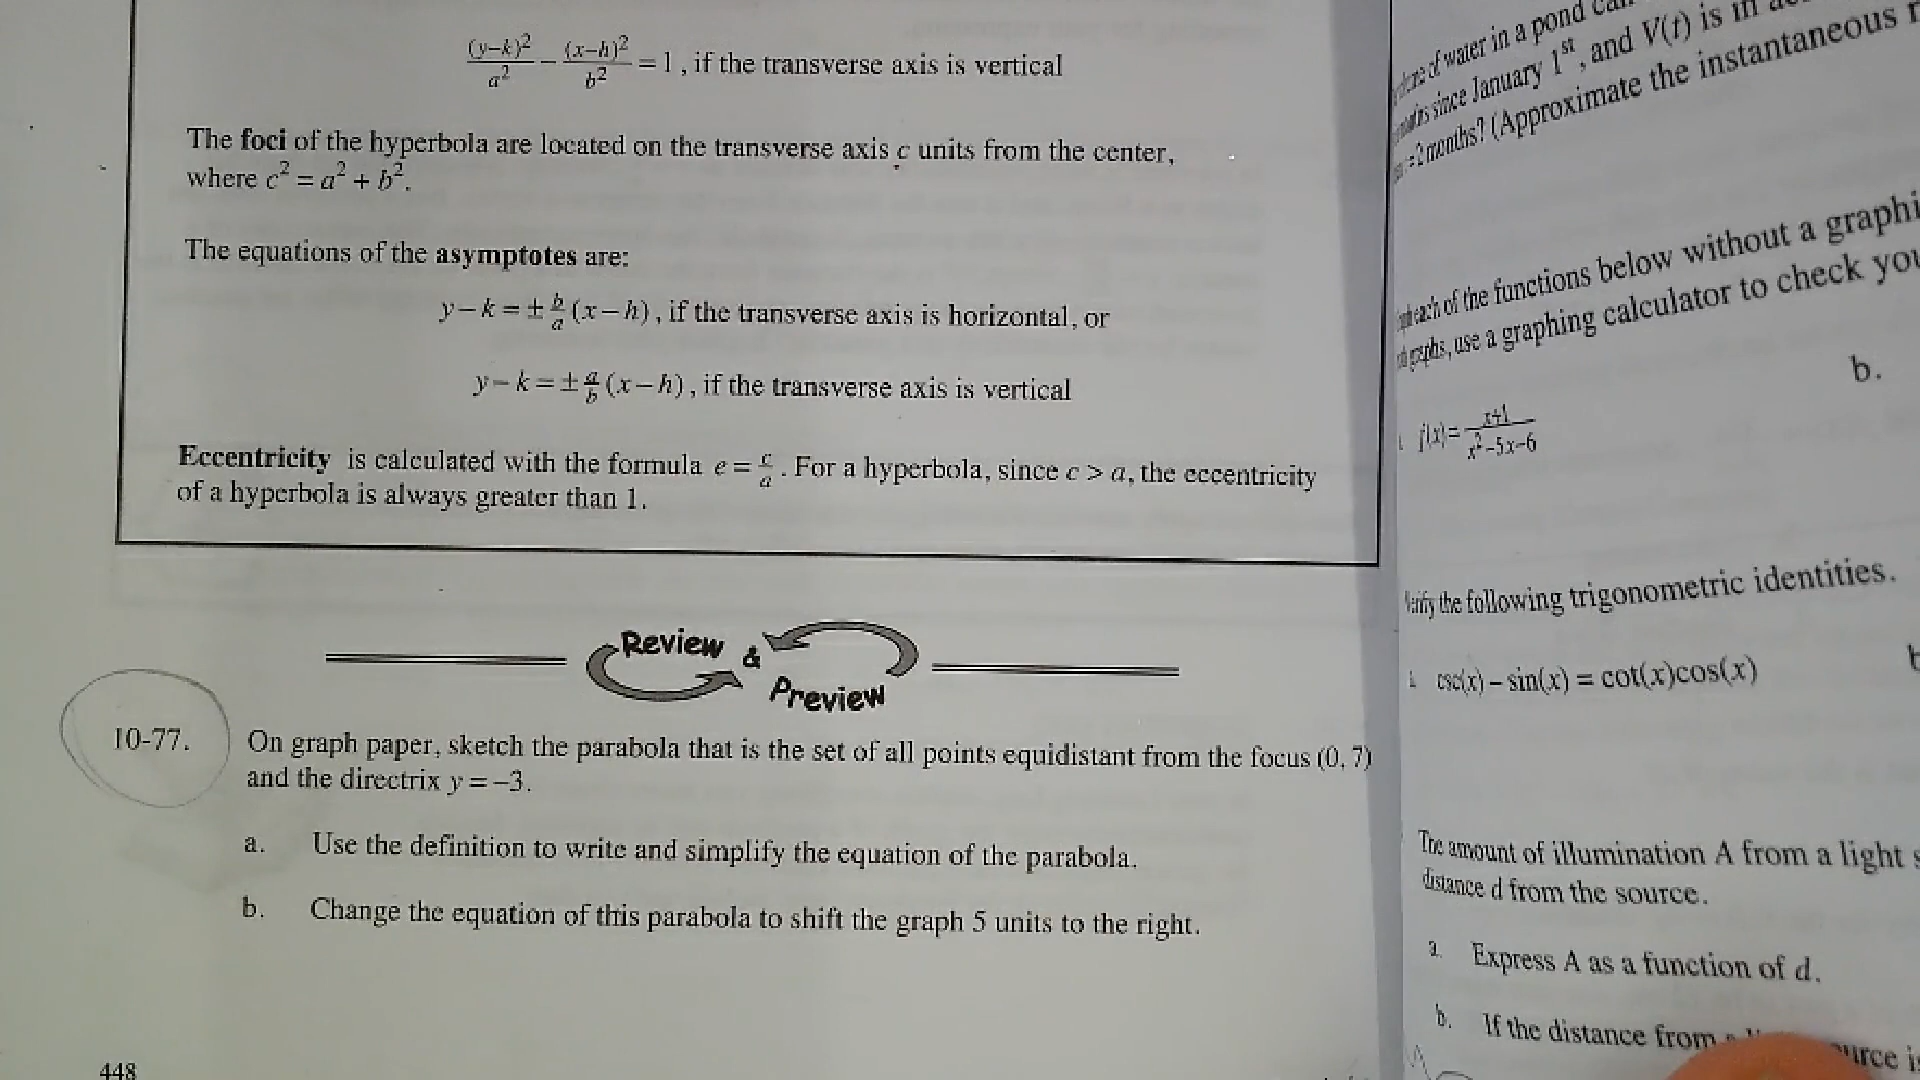 (y−k)²/a² − (x−h)²/b² = 1, if the transverse axis is vertical
The foci of the hyperbola are located on the transverse axis c units from the center,
where c² = a² + b².
The equations of the asymptotes are:
y − k = ± b/a (x − h), if the transverse axis is horizontal, or
y − k = ± a/b (x − h), if the transverse axis is vertical
Eccentricity is calculated with the formula e = c/a. For a hyperbola, since c > a, the eccentricity
of a hyperbola is always greater than 1.
Review &
Preview
10-77. On graph paper, sketch the parabola that is the set of all points equidistant from the focus (0, 7)
and the directrix y = −3.
a. Use the definition to write and simplify the equation of the parabola.
b. Change the equation of this parabola to shift the graph 5 units to the right.
448
of water in a pond
since January 1st, and V(t) is in
2 months? (Approximate the instantaneous
each of the functions below without a
graphs, use a graphing calculator to check
b.
f(x) = x+1/x²−5x−6
Verify the following trigonometric identities.
csc(x) − sin(x) = cot(x)cos(x)
The amount of illumination A from a light
distance d from the source.
a. Express A as a function of d.
b. If the distance from